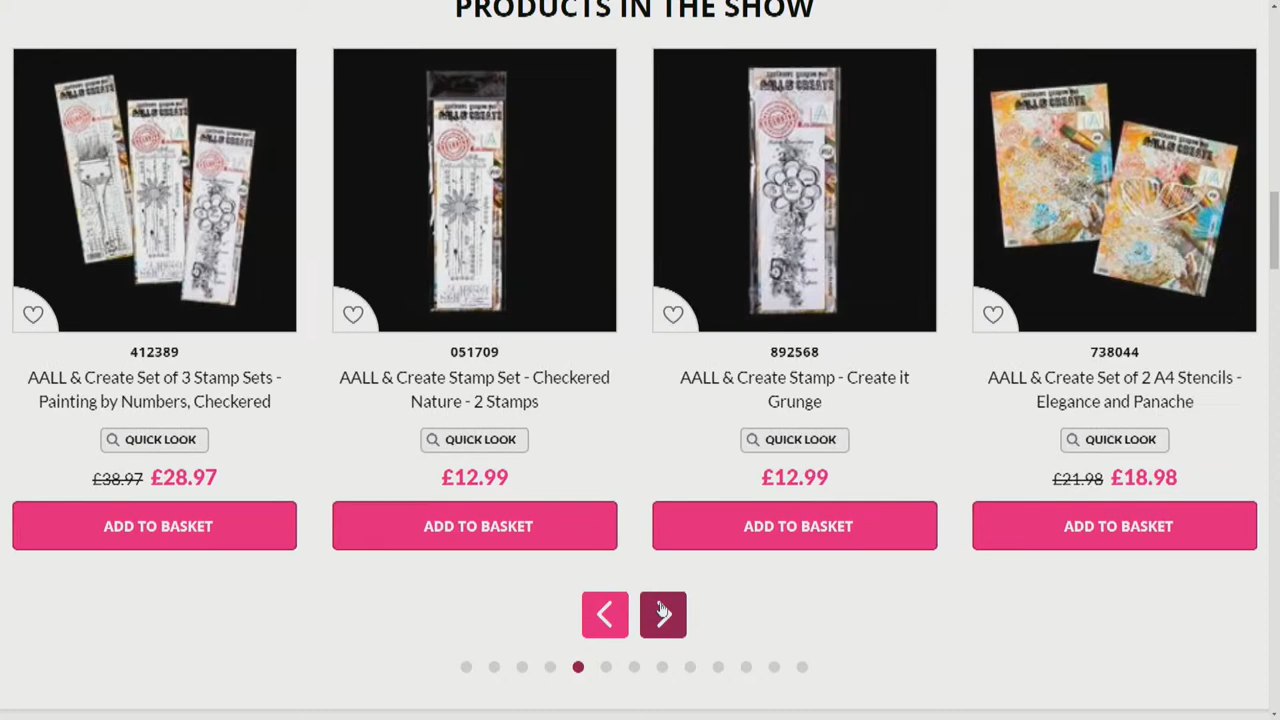 PRODUCTS IN THE SHOW
412389
AALL & Create Set of 3 Stamp Sets -
Painting by Numbers, Checkered
QUICK LOOK
£38.97 £28.97
ADD TO BASKET
051709
AALL & Create Stamp Set - Checkered
Nature - 2 Stamps
QUICK LOOK
£12.99
ADD TO BASKET
892568
AALL & Create Stamp - Create it
Grunge
QUICK LOOK
£12.99
ADD TO BASKET
738044
AALL & Create Set of 2 A4 Stencils -
Elegance and Panache
QUICK LOOK
£21.98 £18.98
ADD TO BASKET